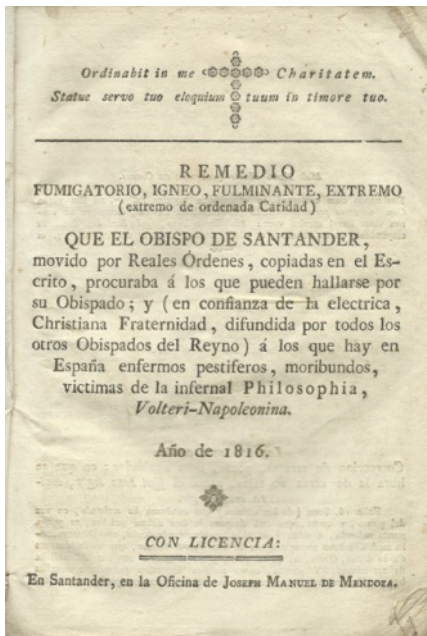 Ordinabit in me Charitatem.
Statue servo tuo eloquium tuum in timore tuo.
REMEDIO
FUMIGATORIO, IGNEO, FULMINANTE, EXTREMO
(extremo de ordenada Caridad)
QUE EL OBISPO DE SANTANDER,
movido por Reales Órdenes, copiadas en el Es-
crito, procuraba á los que pueden hallarse por
su Obispado; y (en confianza de la electrica,
Christiana Fraternidad, difundida por todos los
otros Obispados del Reyno) á los que hay en
España enfermos pestiferos, moribundos,
victimas de la infernal Philosophia,
Volteri-Napoleonina.
Año de 1816.
CON LICENCIA:
En Santander, en la Oficina de JOSEPH MANUEL DE MENDOZA.